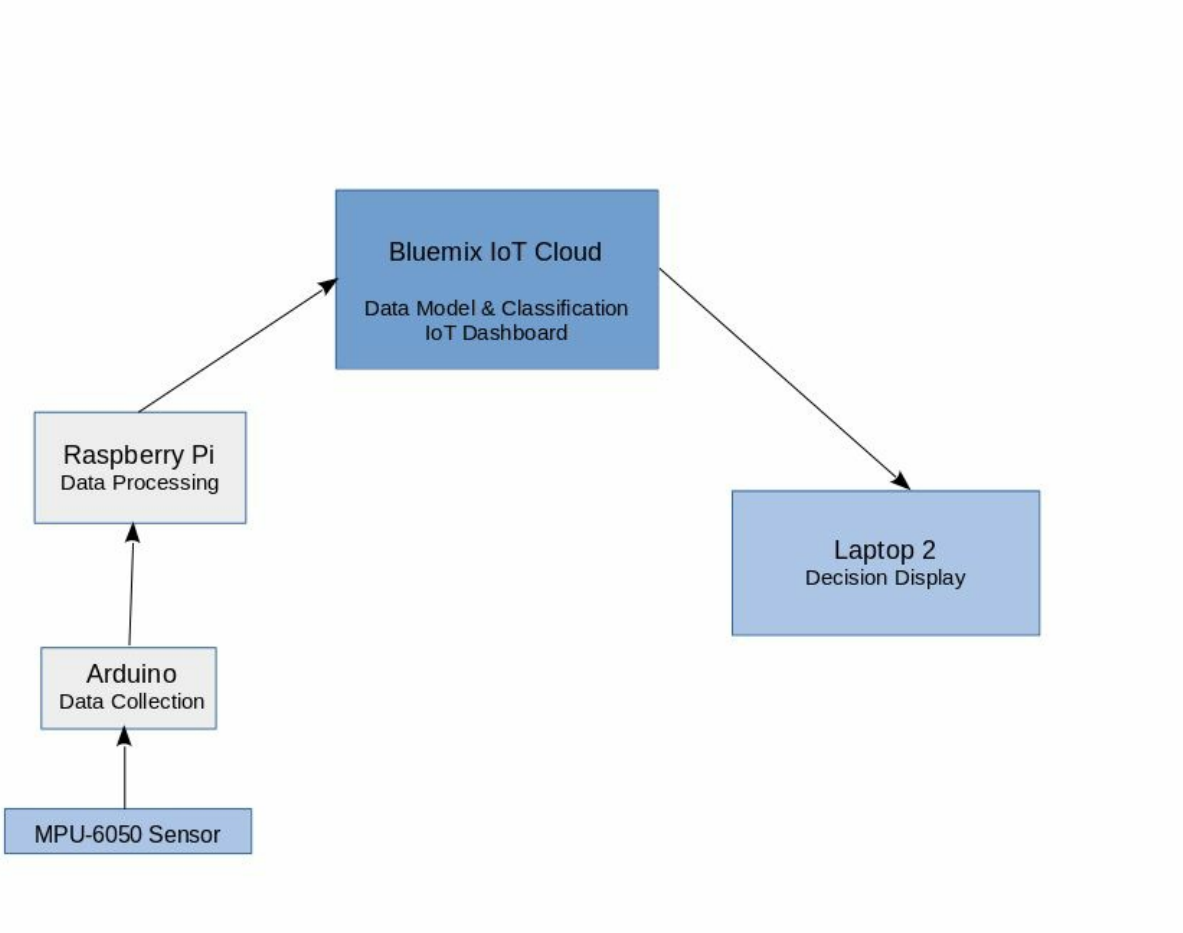 Bluemix IoT Cloud
Data Model & Classification
IoT Dashboard
Raspberry Pi
Data Processing
Laptop 2
Decision Display
Arduino
Data Collection
MPU-6050 Sensor